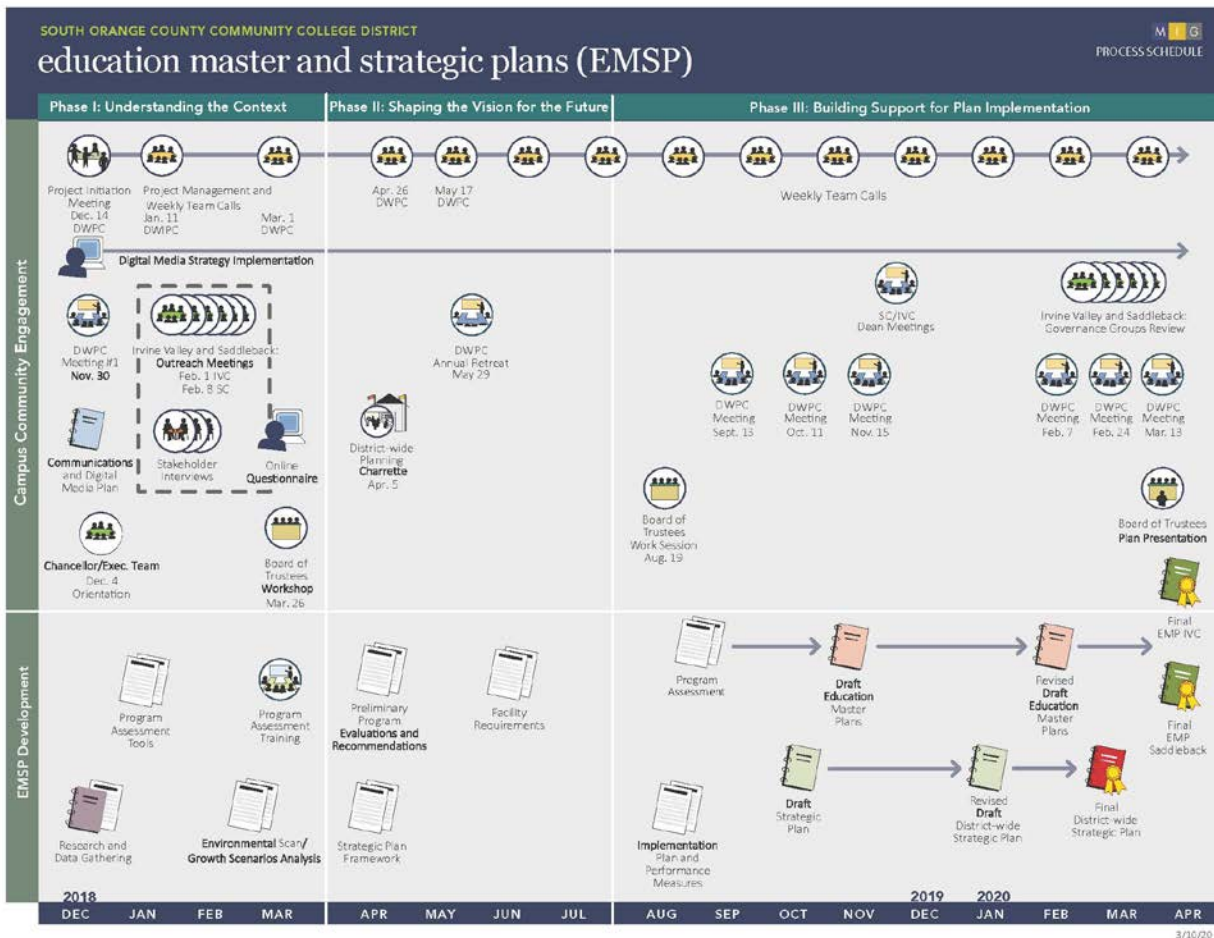 SOUTH ORANGE COUNTY COMMUNITY COLLEGE DISTRICT
education master and strategic plans (EMSP)
M I G
PROCESS SCHEDULE
Phase I: Understanding the Context
Phase II: Shaping the Vision for the Future
Phase III: Building Support for Plan Implementation
Campus Community Engagement
Project Initiation
Meeting
Dec. 14
DWPC
Project Management and
Weekly Team Calls
Jan. 11
DWPC
Mar. 1
DWPC
Apr. 26
DWPC
May 17
DWPC
Weekly Team Calls
Digital Media Strategy Implementation
DWPC
Meeting #1
Nov. 30
Irvine Valley and Saddleback:
Outreach Meetings
Feb. 1 IVC
Feb. 8 SC
DWPC
Annual Retreat
May 29
SC/IVC
Dean Meetings
Irvine Valley and Saddleback:
Governance Groups Review
DWPC
Meeting
Sept. 13
DWPC
Meeting
Oct. 11
DWPC
Meeting
Nov. 15
DWPC
Meeting
Feb. 7
DWPC
Meeting
Feb. 24
DWPC
Meeting
Mar. 13
Communications
and Digital
Media Plan
Stakeholder
Interviews
Online
Questionnaire
District-wide
Planning
Charrette
Apr. 5
Board of
Trustees
Work Session
Aug. 19
Board of Trustees
Plan Presentation
Chancellor/Exec. Team
Dec. 4
Orientation
Board of
Trustees
Workshop
Mar. 26
Final
EMP IVC
EMSP Development
Program
Assessment
Tools
Program
Assessment
Training
Preliminary
Program
Evaluations and
Recommendations
Facility
Requirements
Program
Assessment
Draft
Education
Master
Plans
Revised
Draft
Education
Master
Plans
Final
EMP
Saddleback
Research and
Data Gathering
Environmental Scan/
Growth Scenarios Analysis
Strategic Plan
Framework
Implementation
Plan and
Performance
Measures
Draft
Strategic
Plan
Revised
Draft
District-wide
Strategic Plan
Final
District-wide
Strategic Plan
2018
2019
2020
DEC JAN FEB MAR APR MAY JUN JUL AUG SEP OCT NOV DEC JAN FEB MAR APR
3/10/20